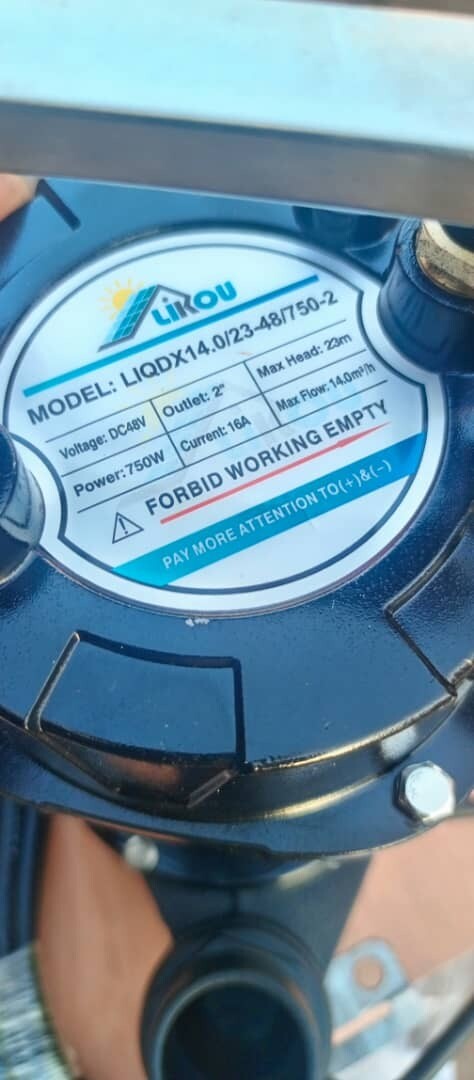 LIKOU
MODEL: LIQDX14.0/23-48/750-2
Voltage: DC48V Outlet: 2" Max Head: 23m
Power: 750W Current: 16A Max Flow: 14.0m³/h
FORBID WORKING EMPTY
PAY MORE ATTENTION TO(+)&(-)